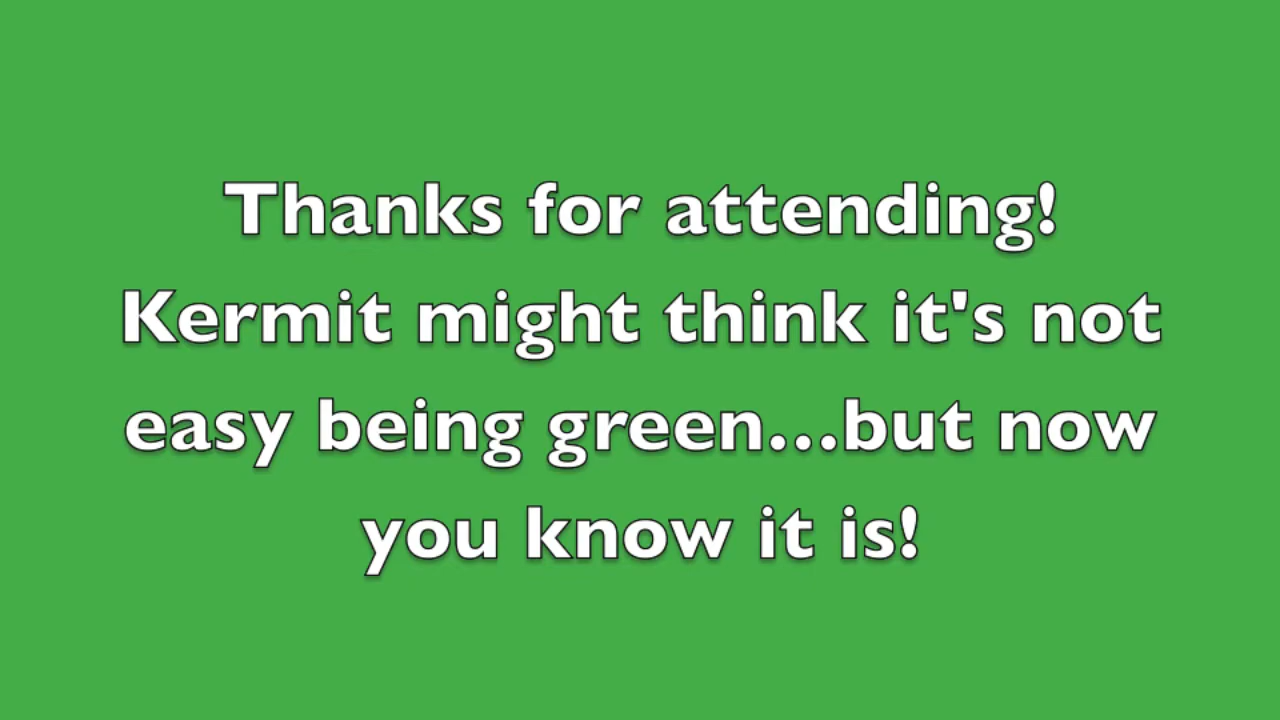 Thanks for attending!
Kermit might think it's not
easy being green...but now
you know it is!